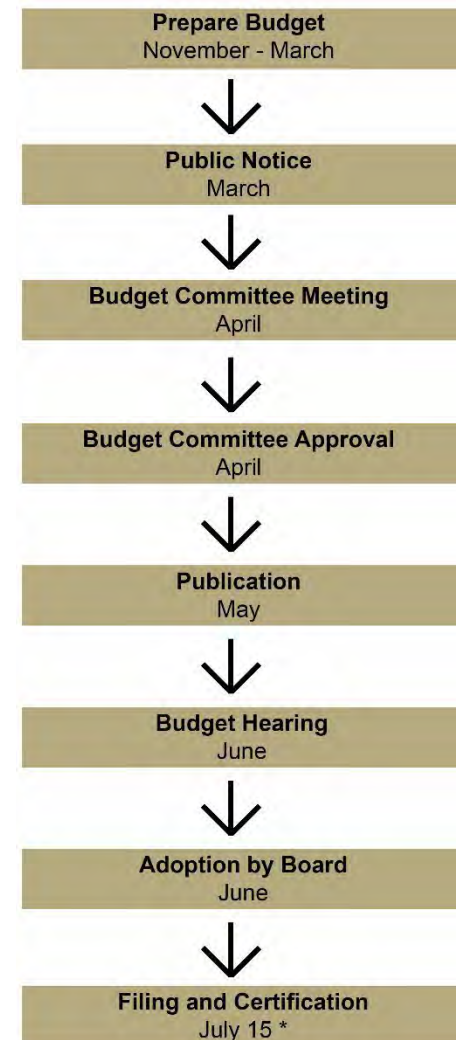 Prepare Budget
November - March
Public Notice
March
Budget Committee Meeting
April
Budget Committee Approval
April
Publication
May
Budget Hearing
June
Adoption by Board
June
Filing and Certification
July 15 *